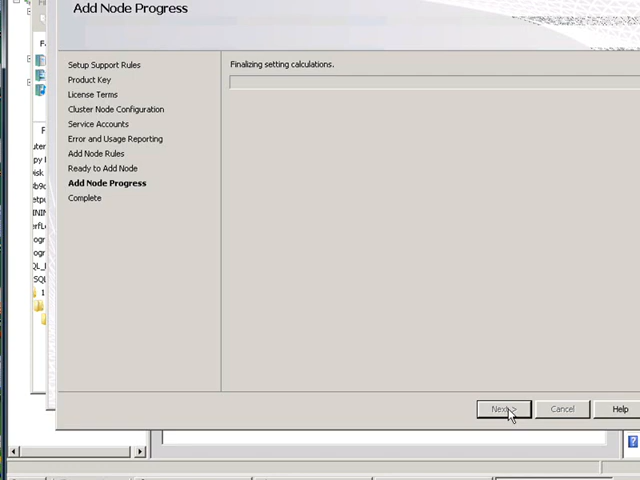 Add Node Progress
Setup Support Rules
Product Key
License Terms
Cluster Node Configuration
Service Accounts
Error and Usage Reporting
Add Node Rules
Ready to Add Node
Add Node Progress
Complete
Finalizing setting calculations.
Next >
Cancel
Help